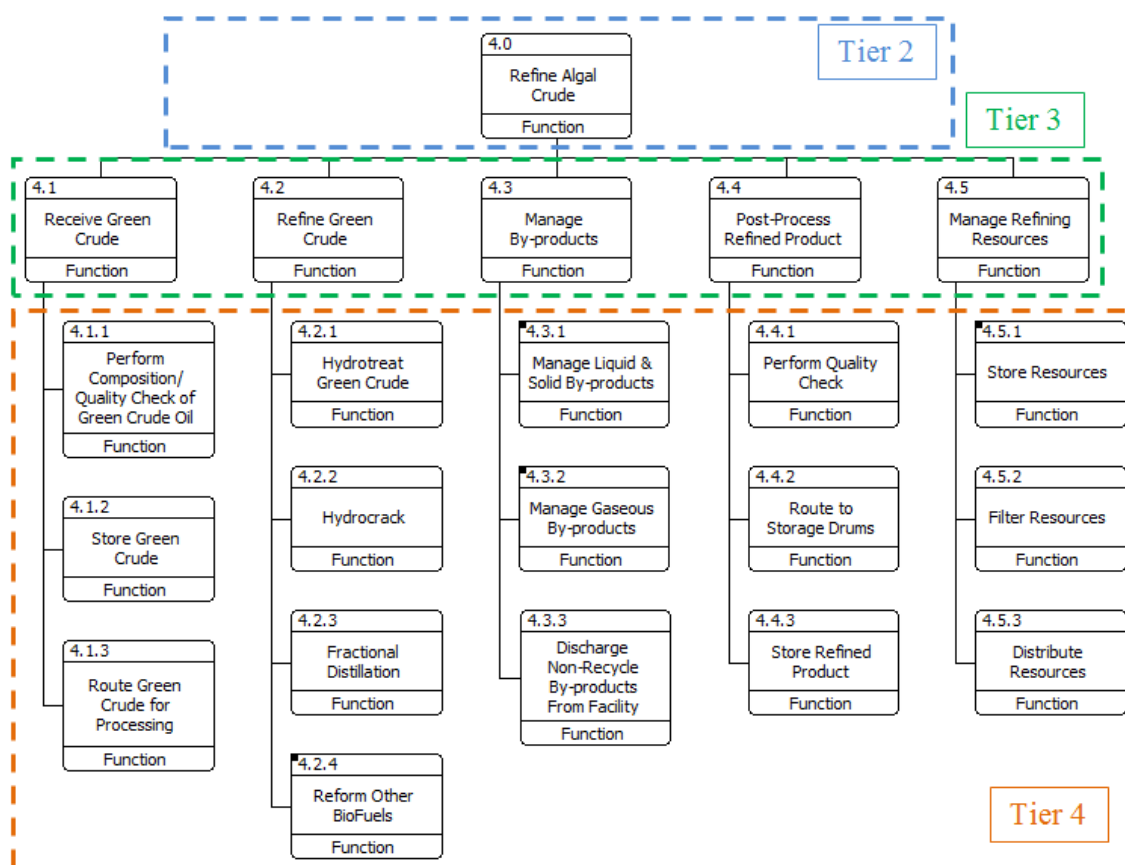 4.0
Refine Algal
Crude
Function
Tier 2
Tier 3
4.1
Receive Green
Crude
Function
4.2
Refine Green
Crude
Function
4.3
Manage
By-products
Function
4.4
Post-Process
Refined Product
Function
4.5
Manage Refining
Resources
Function
4.1.1
Perform
Composition/
Quality Check of
Green Crude Oil
Function
4.1.2
Store Green
Crude
Function
4.1.3
Route Green
Crude for
Processing
Function
4.2.1
Hydrotreat
Green Crude
Function
4.2.2
Hydrocrack
Function
4.2.3
Fractional
Distillation
Function
4.2.4
Reform Other
BioFuels
Function
4.3.1
Manage Liquid &
Solid By-products
Function
4.3.2
Manage Gaseous
By-products
Function
4.3.3
Discharge
Non-Recycle
By-products
From Facility
Function
4.4.1
Perform Quality
Check
Function
4.4.2
Route to
Storage Drums
Function
4.4.3
Store Refined
Product
Function
4.5.1
Store Resources
Function
4.5.2
Filter Resources
Function
4.5.3
Distribute
Resources
Function
Tier 4